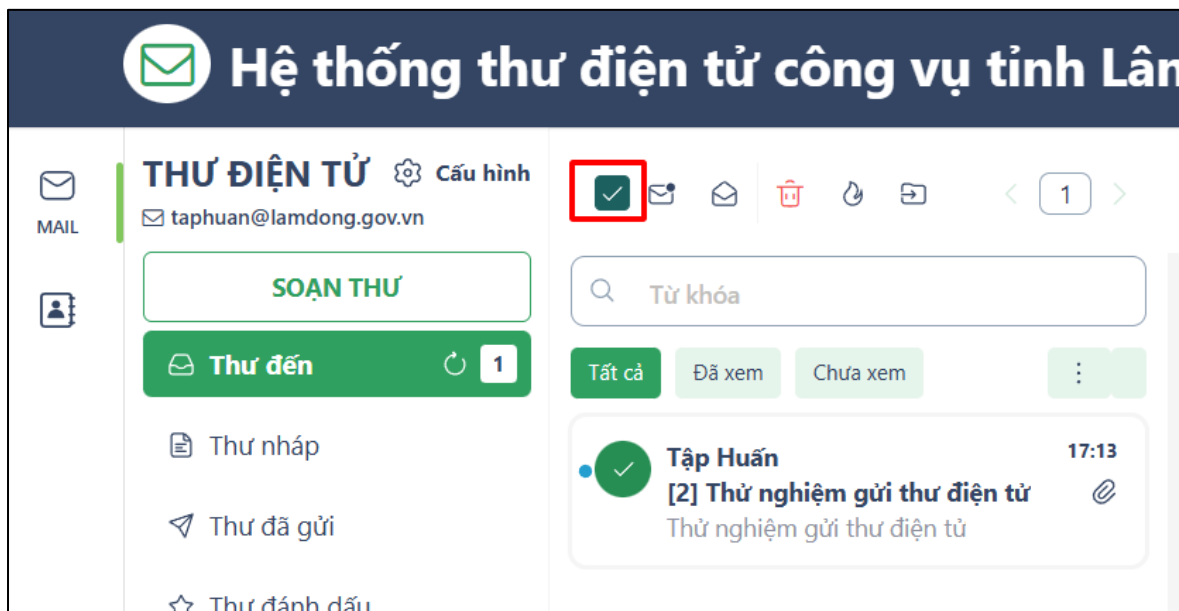 Hệ thống thư điện tử công vụ tỉnh Lâm
MAIL
THƯ ĐIỆN TỬ
Cấu hình
taphuan@lamdong.gov.vn
SOẠN THƯ
Thư đến
1
Thư nháp
Thư đã gửi
Thư đánh dấu
1
Từ khóa
Tất cả
Đã xem
Chưa xem
Tập Huấn
17:13
[2] Thử nghiệm gửi thư điện tử
Thử nghiệm gửi thư điện tủ